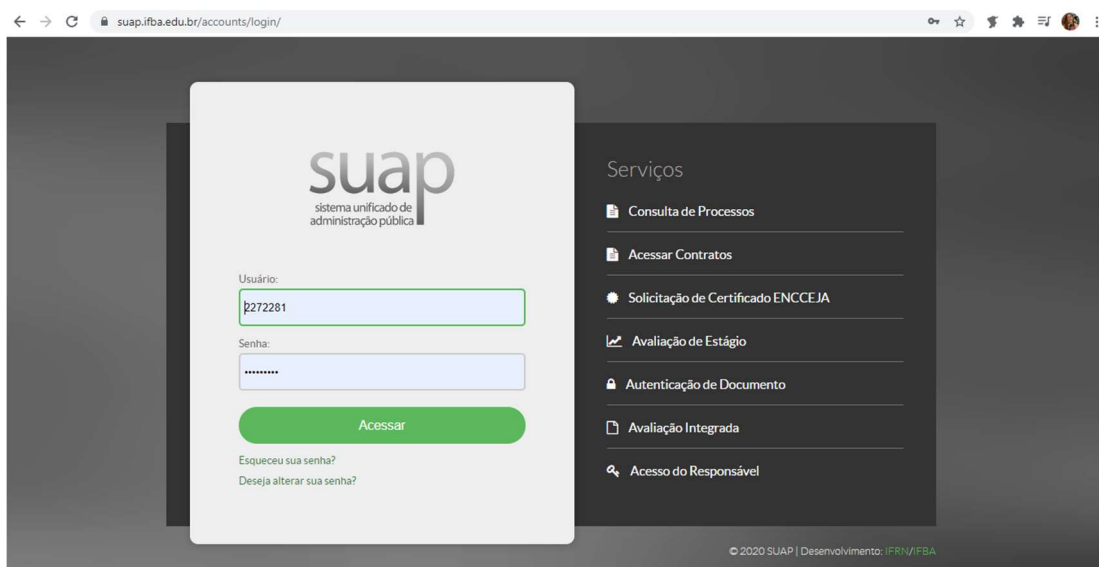 suap.ifba.edu.br/accounts/login/
suap
sistema unificado de
administração pública
Usuário:
2272281
Senha:
•••••••••
Acessar
Esqueceu sua senha?
Deseja alterar sua senha?
Serviços
Consulta de Processos
Acessar Contratos
Solicitação de Certificado ENCCEJA
Avaliação de Estágio
Autenticação de Documento
Avaliação Integrada
Acesso do Responsável
© 2020 SUAP | Desenvolvimento: IFRN/IFBA